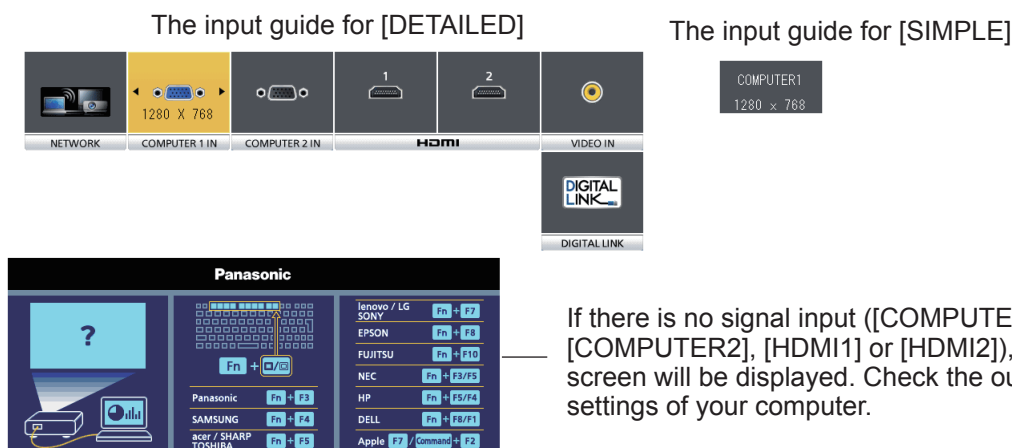 The input guide for [DETAILED]
The input guide for [SIMPLE]
1280 X 768
1
2
NETWORK
COMPUTER 1 IN
COMPUTER 2 IN
HDMI
VIDEO IN
DIGITAL
LINK
DIGITAL LINK
COMPUTER1
1280 × 768
Panasonic
?
Fn +
Panasonic Fn + F3
SAMSUNG Fn + F4
acer / SHARP
TOSHIBA Fn + F5
lenovo / LG
SONY Fn + F7
EPSON Fn + F8
FUJITSU Fn + F10
NEC Fn + F3/F5
HP Fn + F5/F4
DELL Fn + F8/F1
Apple F7 / Command + F2
If there is no signal input ([COMPUTE
[COMPUTER2], [HDMI1] or [HDMI2]),
screen will be displayed. Check the ou
settings of your computer.